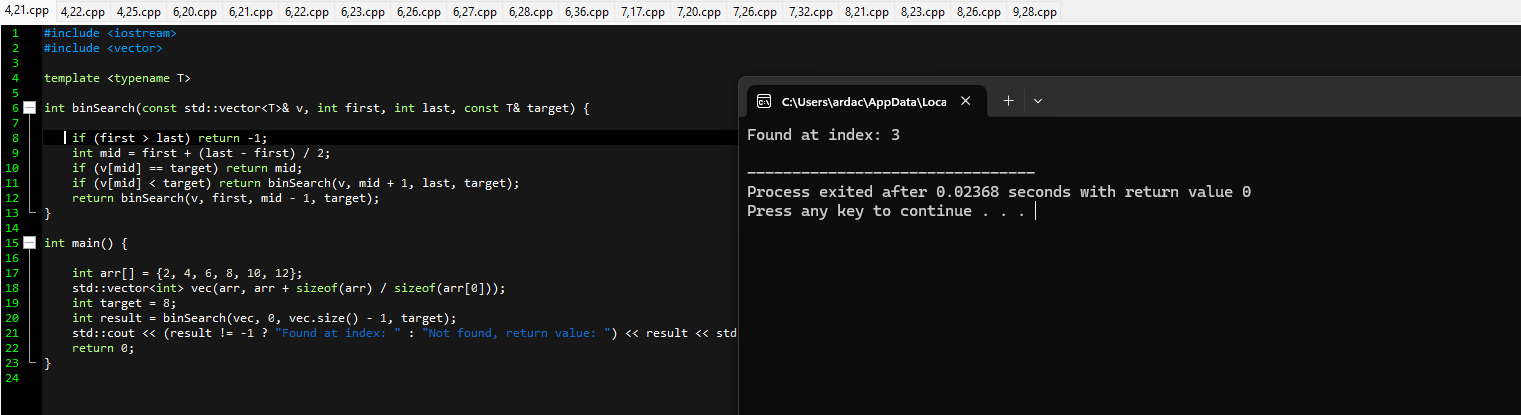 4,21.cpp 4,22.cpp 4,25.cpp 6,20.cpp 6,21.cpp 6,22.cpp 6,23.cpp 6,26.cpp 6,27.cpp 6,28.cpp 6,36.cpp 7,17.cpp 7,20.cpp 7,26.cpp 7,32.cpp 8,21.cpp 8,23.cpp 8,26.cpp 9,28.cpp
1 #include <iostream>
2 #include <vector>
3
4 template <typename T>
5
6 int binSearch(const std::vector<T>& v, int first, int last, const T& target) {
7
8 if (first > last) return -1;
9 int mid = first + (last - first) / 2;
10 if (v[mid] == target) return mid;
11 if (v[mid] < target) return binSearch(v, mid + 1, last, target);
12 return binSearch(v, first, mid - 1, target);
13 }
14
15 int main() {
16
17 int arr[] = {2, 4, 6, 8, 10, 12};
18 std::vector<int> vec(arr, arr + sizeof(arr) / sizeof(arr[0]));
19 int target = 8;
20 int result = binSearch(vec, 0, vec.size() - 1, target);
21 std::cout << (result != -1 ? "Found at index: " : "Not found, return value: ") << result << std
22 return 0;
23 }
24
C:\Users\ardac\AppData\Loca
Found at index: 3
--------------------------------
Process exited after 0.02368 seconds with return value 0
Press any key to continue . . .